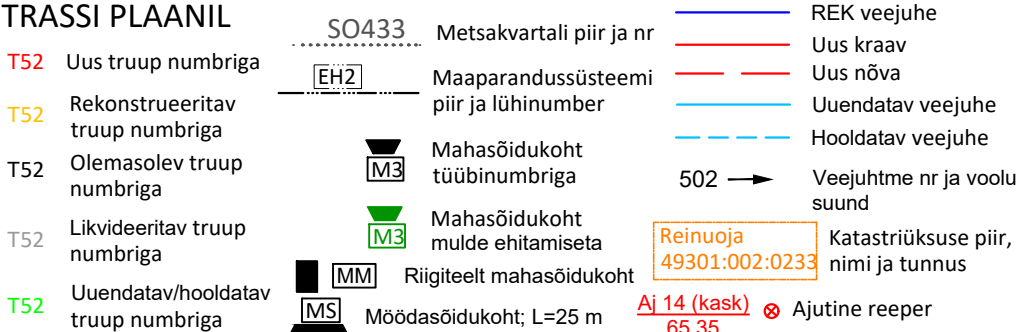 TRASSI PLAANIL
T52 Uus truup numbriga
T52 Rekonstrueeritav
truup numbriga
T52 Olemasolev truup
numbriga
T52 Likvideeritav truup
numbriga
T52 Uuendatav/hooldatav
truup numbriga
SO433 Metsakvartali piir ja nr
EH2 Maaparandussüsteemi
piir ja lühinumber
M3 Mahasõidukoht
tüübinumbriga
M3 Mahasõidukoht
mulde ehitamiseta
MM Riigiteelt mahasõidukoht
MS Möödasõidukoht; L=25 m
REK veejuhe
Uus kraav
Uus nõva
Uuendatav veejuhe
Hooldatav veejuhe
502 Veejuhtme nr ja voolu
suund
Reinuoja
49301:002:0233
Katastriüksuse piir,
nimi ja tunnus
Aj 14 (kask)
65.35
Ajutine reeper